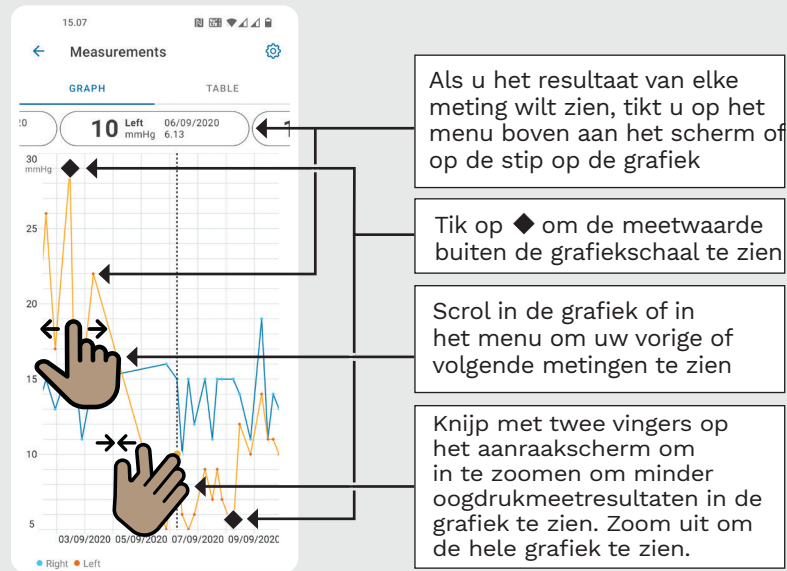 15.07
Measurements
GRAPH TABLE
20 10 Left mmHg 06/09/2020 6.13 1
30
mmHg
25
20
15
10
5
03/09/2020 05/09/2020 07/09/2020 09/09/2020
Right Left
Als u het resultaat van elke
meting wilt zien, tikt u op het
menu boven aan het scherm of
op de stip op de grafiek
Tik op ◆ om de meetwaarde
buiten de grafiekschaal te zien
Scrol in de grafiek of in
het menu om uw vorige of
volgende metingen te zien
Knijp met twee vingers op
het aanraakscherm om
in te zoomen om minder
oogdrukmeetresultaten in de
grafiek te zien. Zoom uit om
de hele grafiek te zien.